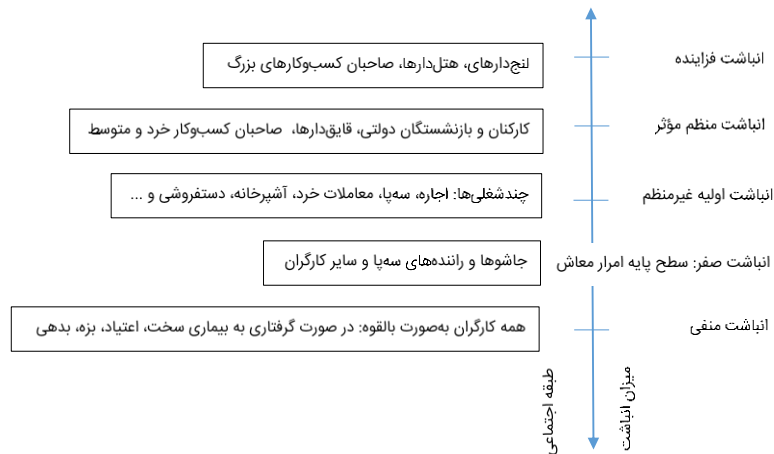 انباشت فزاینده
لنج‌دارهای، هتل‌دارها، صاحبان کسب‌وکارهای بزرگ
انباشت منظم مؤثر
کارکنان و بازنشستگان دولتی، قایق‌دارها، صاحبان کسب‌وکار خرد و متوسط
انباشت اولیه غیرمنظم
چندشغلی‌ها: اجاره، سه‌پا، معاملات خرد، آشپرخانه، دستفروشی و ...
انباشت صفر: سطح پایه امرار معاش
جاشوها و راننده‌های سه‌پا و سایر کارگران
انباشت منفی
همه کارگران به‌صورت بالقوه: در صورت گرفتاری به بیماری سخت، اعتیاد، بزه، بدهی
میزان انباشت
طبقه اجتماعی